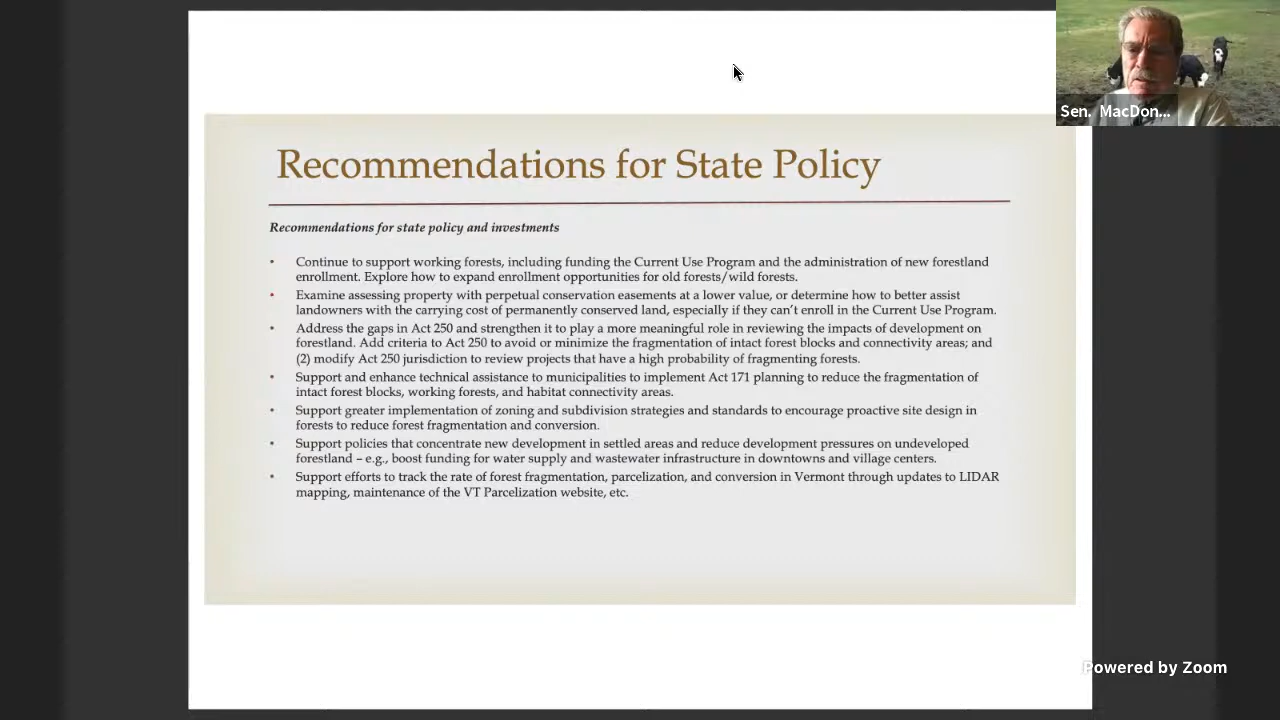 Sen. MacDon...
Recommendations for State Policy
Recommendations for state policy and investments
• Continue to support working forests, including funding the Current Use Program and the administration of new forestland
enrollment. Explore how to expand enrollment opportunities for old forests/wild forests.
• Examine assessing property with perpetual conservation easements at a lower value, or determine how to better assist
landowners with the carrying cost of permanently conserved land, especially if they can't enroll in the Current Use Program.
• Address the gaps in Act 250 and strengthen it to play a more meaningful role in reviewing the impacts of development on
forestland. Add criteria to Act 250 to avoid or minimize the fragmentation of intact forest blocks and connectivity areas; and
(2) modify Act 250 jurisdiction to review projects that have a high probability of fragmenting forests.
• Support and enhance technical assistance to municipalities to implement Act 171 planning to reduce the fragmentation of
intact forest blocks, working forests, and habitat connectivity areas.
• Support greater implementation of zoning and subdivision strategies and standards to encourage proactive site design in
forests to reduce forest fragmentation and conversion.
• Support policies that concentrate new development in settled areas and reduce development pressures on undeveloped
forestland – e.g., boost funding for water supply and wastewater infrastructure in downtowns and village centers.
• Support efforts to track the rate of forest fragmentation, parcelization, and conversion in Vermont through updates to LIDAR
mapping, maintenance of the VT Parcelization website, etc.
Powered by Zoom